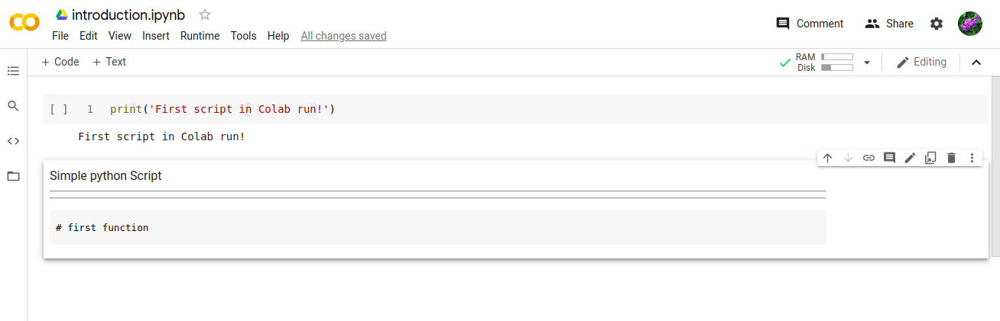 introduction.ipynb
File Edit View Insert Runtime Tools Help All changes saved
Comment Share
+ Code + Text
RAM
Disk
Editing
[ ] 1 print('First script in Colab run!')
First script in Colab run!
Simple python Script
# first function